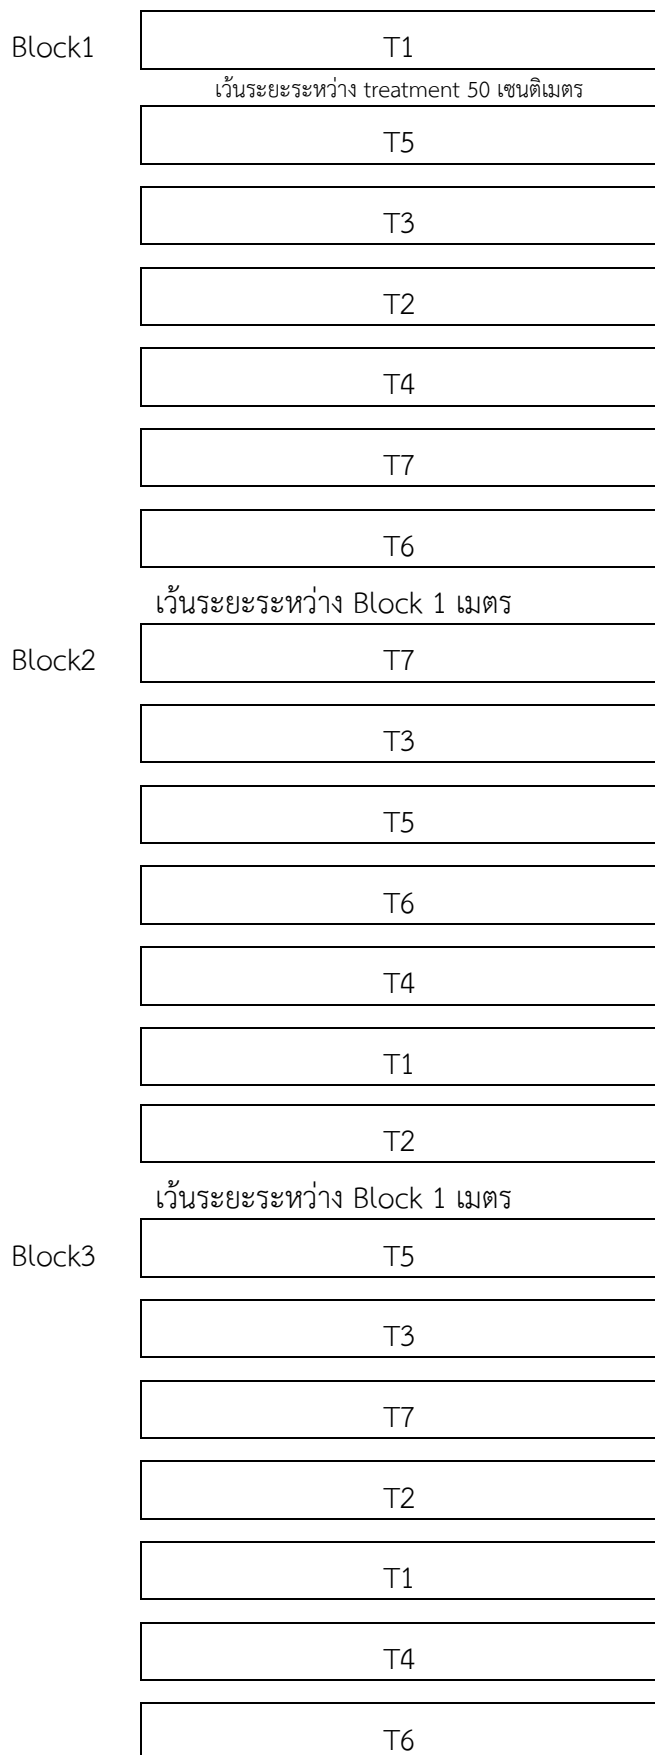 Block1 T1
เว้นระยะระหว่าง treatment 50 เซนติเมตร
T5
T3
T2
T4
T7
T6
เว้นระยะระหว่าง Block 1 เมตร
Block2 T7
T3
T5
T6
T4
T1
T2
เว้นระยะระหว่าง Block 1 เมตร
Block3 T5
T3
T7
T2
T1
T4
T6